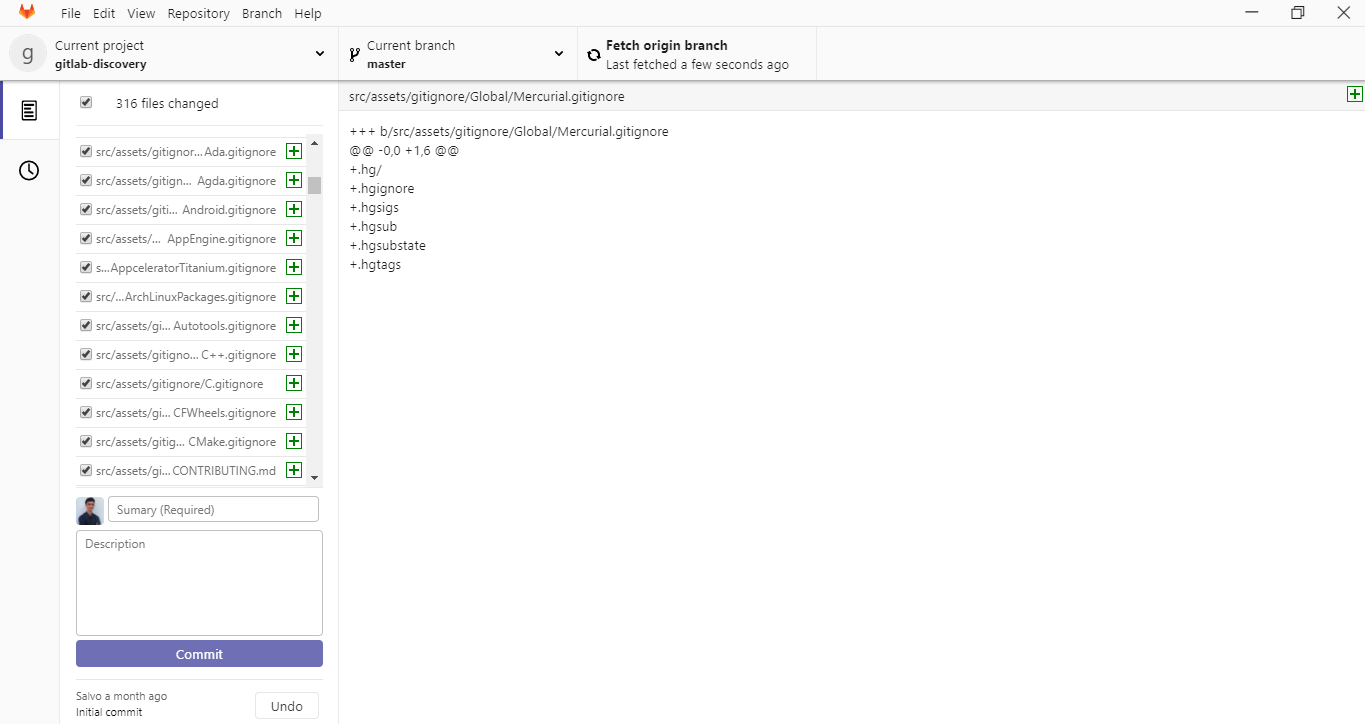 File Edit View Repository Branch Help
g
Current project
gitlab-discovery
Current branch
master
Fetch origin branch
Last fetched a few seconds ago
316 files changed
src/assets/gitignor... Ada.gitignore
src/assets/gitign... Agda.gitignore
src/assets/giti... Android.gitignore
src/assets/... AppEngine.gitignore
s...AppceleratorTitanium.gitignore
src/...ArchLinuxPackages.gitignore
src/assets/gi... Autotools.gitignore
src/assets/gitigno... C++.gitignore
src/assets/gitignore/C.gitignore
src/assets/gi... CFWheels.gitignore
src/assets/gitig... CMake.gitignore
src/assets/gi... CONTRIBUTING.md
Sumary (Required)
Description
Commit
Salvo a month ago
Initial commit
Undo
src/assets/gitignore/Global/Mercurial.gitignore
+++ b/src/assets/gitignore/Global/Mercurial.gitignore
@@ -0,0 +1,6 @@
+.hg/
+.hgignore
+.hgsigs
+.hgsub
+.hgsubstate
+.hgtags